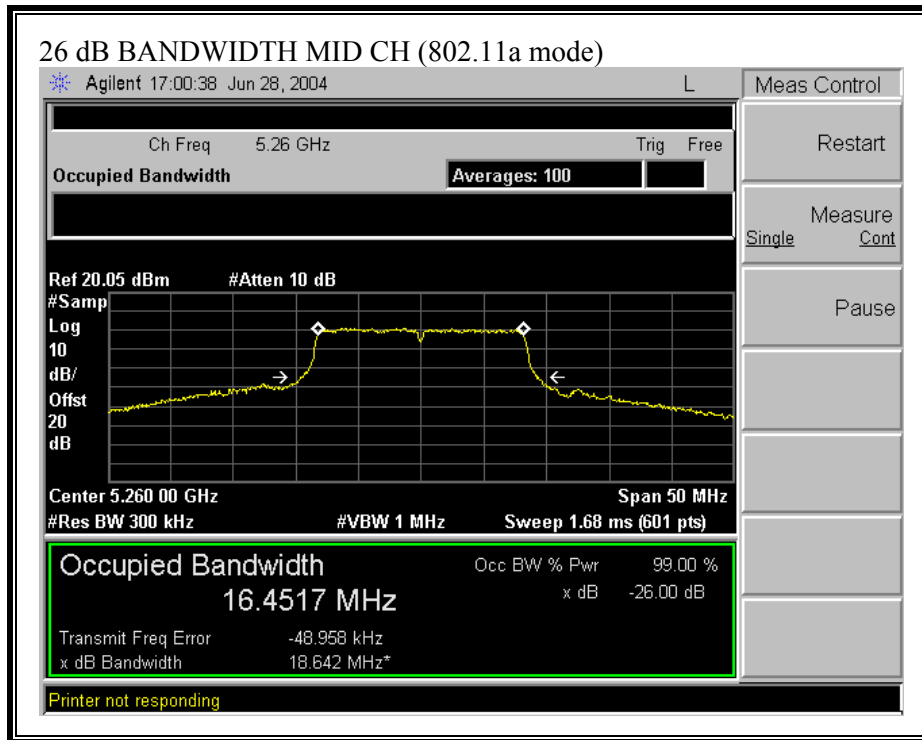 26 dB BANDWIDTH MID CH (802.11a mode)
Agilent 17:00:38 Jun 28, 2004 L
Meas Control
Ch Freq 5.26 GHz Trig Free
Occupied Bandwidth Averages: 100
Restart
Measure
Single Cont
Pause
Ref 20.05 dBm #Atten 10 dB
#Samp
Log
10
dB/
Offst
20
dB
Center 5.260 00 GHz Span 50 MHz
#Res BW 300 kHz #VBW 1 MHz Sweep 1.68 ms (601 pts)
Occupied Bandwidth Occ BW % Pwr 99.00 %
16.4517 MHz x dB -26.00 dB
Transmit Freq Error -48.958 kHz
x dB Bandwidth 18.642 MHz*
Printer not responding